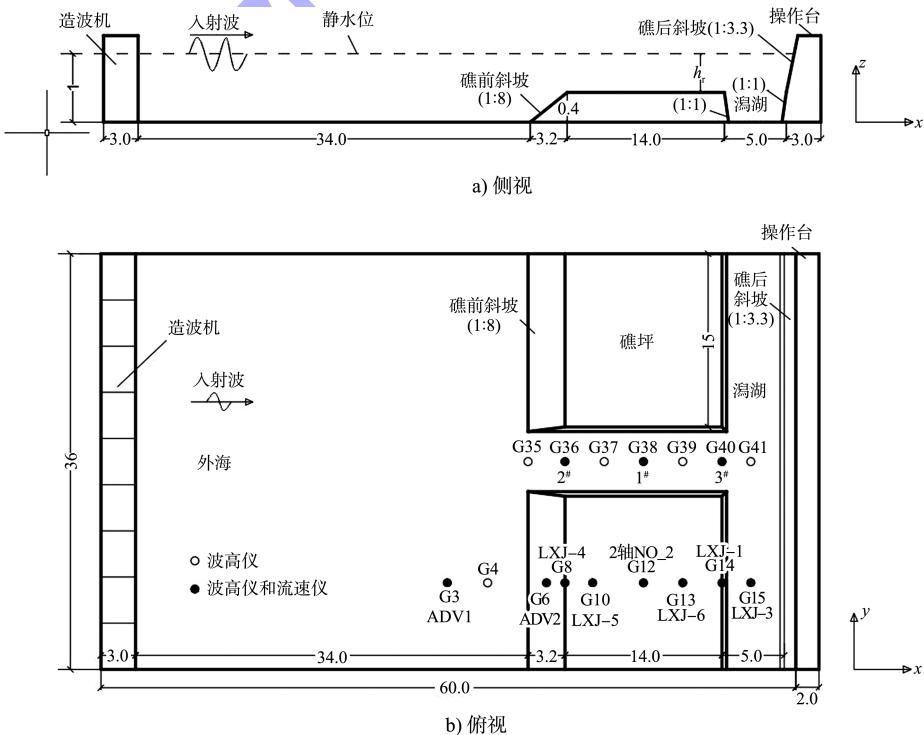 造波机
入射波
静水位
礁后斜坡(1:3.3)
操作台
礁前斜坡
(1:8)
hr
(1:1)
(1:1)
潟湖
1
0.4
z
x
3.0
34.0
3.2
14.0
5.0
3.0
a) 侧视
操作台
礁前斜坡
(1:8)
礁后
斜坡
(1:3.3)
造波机
礁坪
15
入射波
潟湖
36
外海
G35
G36
G37
G38
G39
G40
G41
2#
1#
3#
波高仪
波高仪和流速仪
LXJ-4
2轴NO_2
LXJ-1
G4
G8
G12
G14
G3
G6
G10
G13
G15
ADV1
ADV2
LXJ-5
LXJ-6
LXJ-3
y
x
3.0
34.0
3.2
14.0
5.0
60.0
2.0
b) 俯视